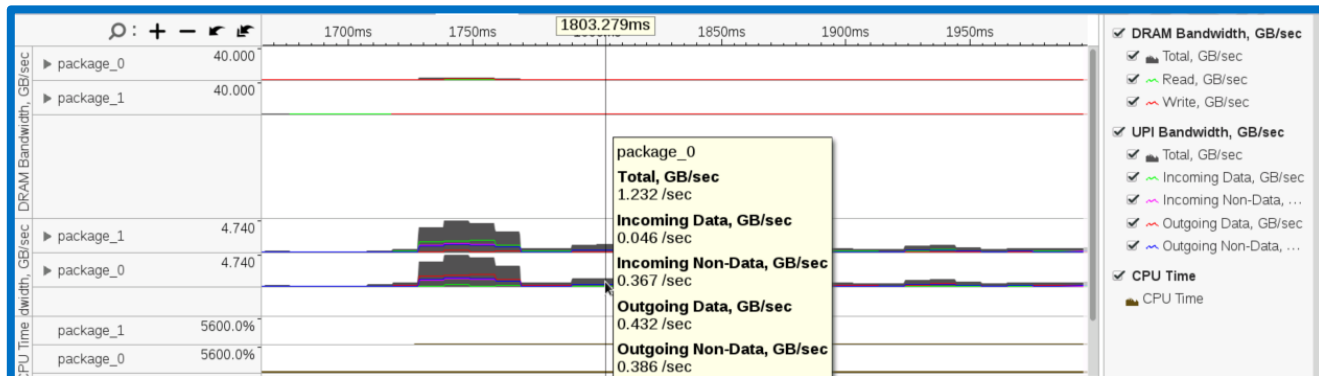 1803.279ms
1700ms 1750ms 1850ms 1900ms 1950ms
DRAM Bandwidth, GB/sec
package_0 40.000
package_1 40.000
dwidth, GB/sec
package_1 4.740
package_0 4.740
CPU Time
package_1 5600.0%
package_0 5600.0%
package_0
Total, GB/sec
1.232 /sec
Incoming Data, GB/sec
0.046 /sec
Incoming Non-Data, GB/sec
0.367 /sec
Outgoing Data, GB/sec
0.432 /sec
Outgoing Non-Data, GB/sec
0.386 /sec
DRAM Bandwidth, GB/sec
Total, GB/sec
Read, GB/sec
Write, GB/sec
UPI Bandwidth, GB/sec
Total, GB/sec
Incoming Data, GB/sec
Incoming Non-Data, ...
Outgoing Data, GB/sec
Outgoing Non-Data, ...
CPU Time
CPU Time